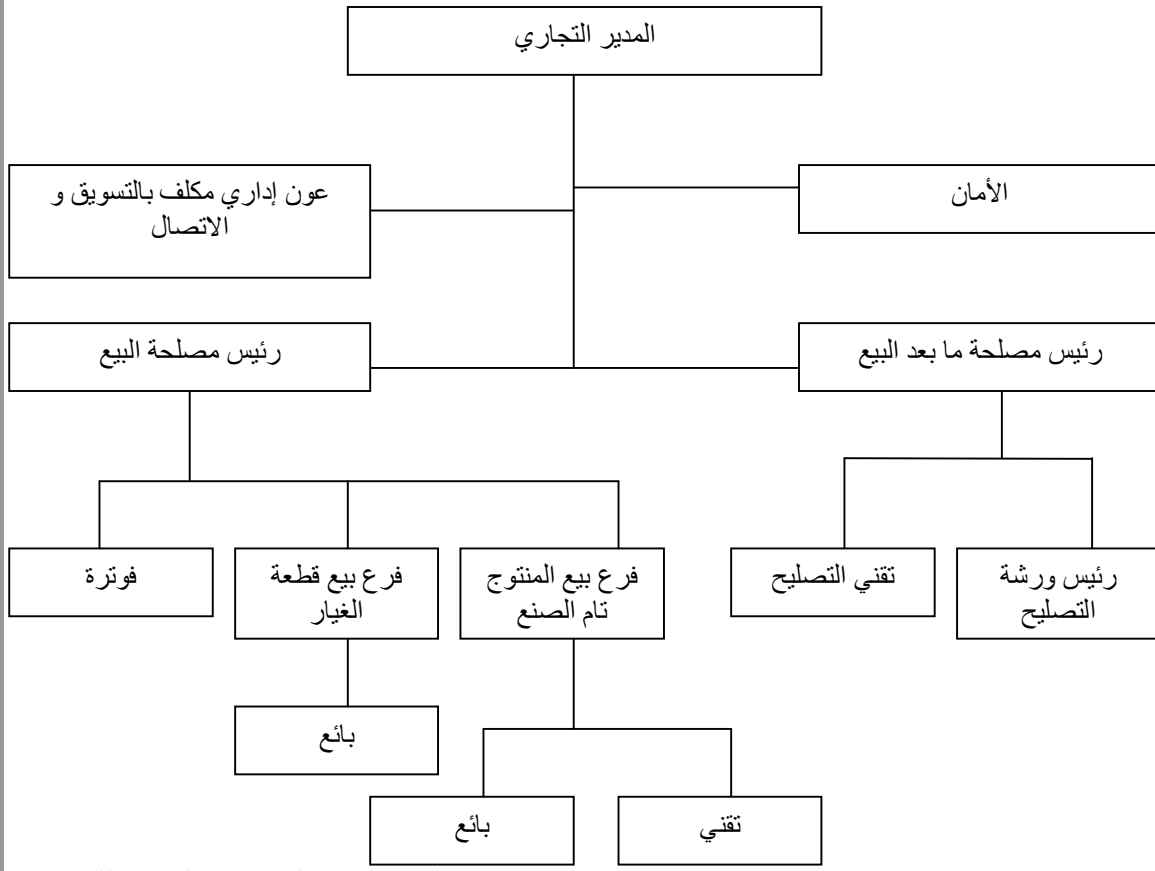 المدير التجاري
الأمان
عون إداري مكلف بالتسويق و
الاتصال
رئيس مصلحة ما بعد البيع
رئيس مصلحة البيع
رئيس ورشة
التصليح
تقني التصليح
فرع بيع المنتوج
تام الصنع
فرع بيع قطعة
الغيار
فوترة
بائع
تقني
بائع